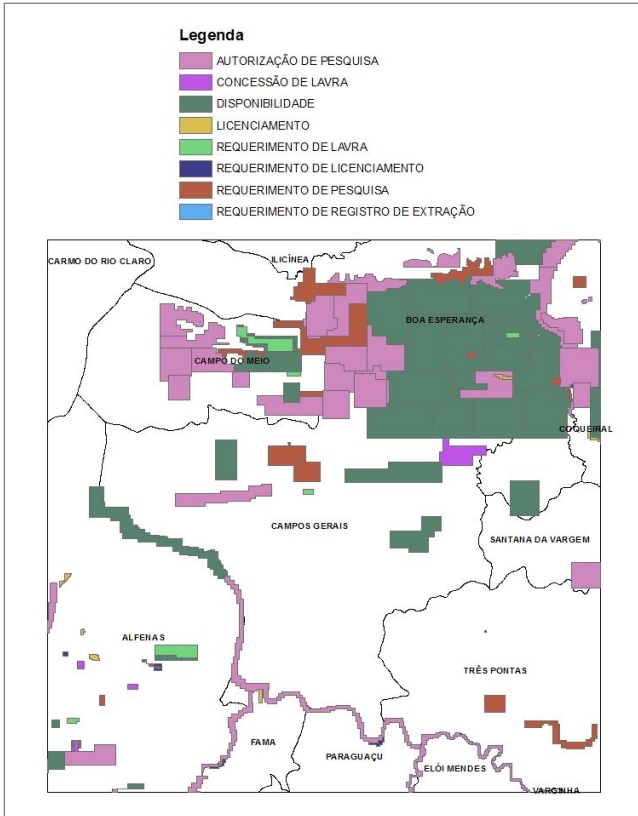 Legenda
AUTORIZAÇÃO DE PESQUISA
CONCESSÃO DE LAVRA
DISPONIBILIDADE
LICENCIAMENTO
REQUERIMENTO DE LAVRA
REQUERIMENTO DE LICENCIAMENTO
REQUERIMENTO DE PESQUISA
REQUERIMENTO DE REGISTRO DE EXTRAÇÃO
CARMO DO RIO CLARO
ILICÍNEA
BOA ESPERANÇA
CAMPO DO MEIO
COQUEIRAL
CAMPOS GERAIS
SANTANA DA VARGEM
ALFENAS
TRÊS PONTAS
FAMA
PARAGUAÇU
ELÓI MENDES
VARGINHA